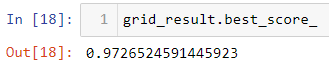 In [18]: 1 grid_result.best_score_
Out[18]: 0.9726524591445923